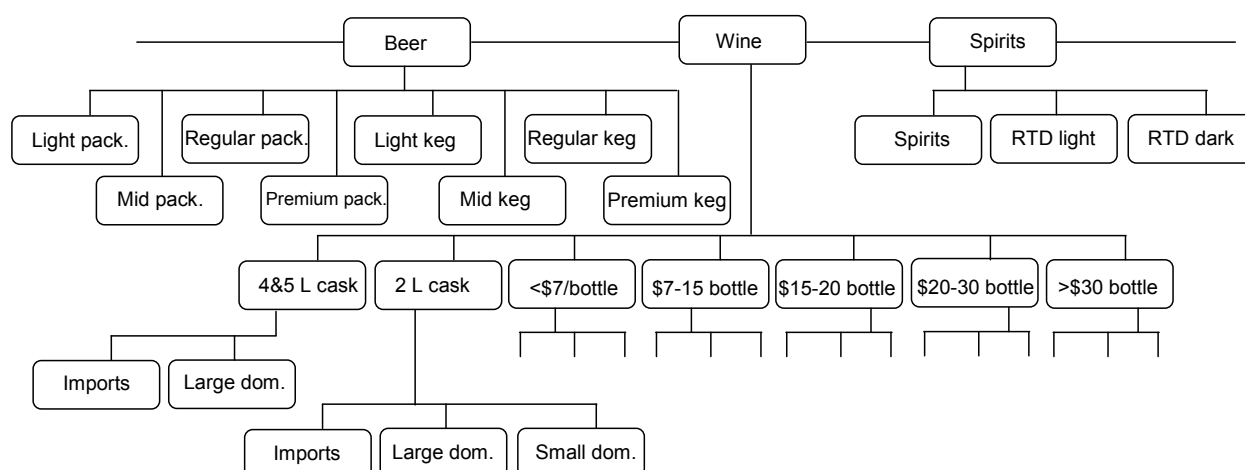 Beer
Wine
Spirits
Light pack.
Regular pack.
Light keg
Regular keg
Spirits
RTD light
RTD dark
Mid pack.
Premium pack.
Mid keg
Premium keg
4&5 L cask
2 L cask
<$7/bottle
$7-15 bottle
$15-20 bottle
$20-30 bottle
>$30 bottle
Imports
Large dom.
Imports
Large dom.
Small dom.